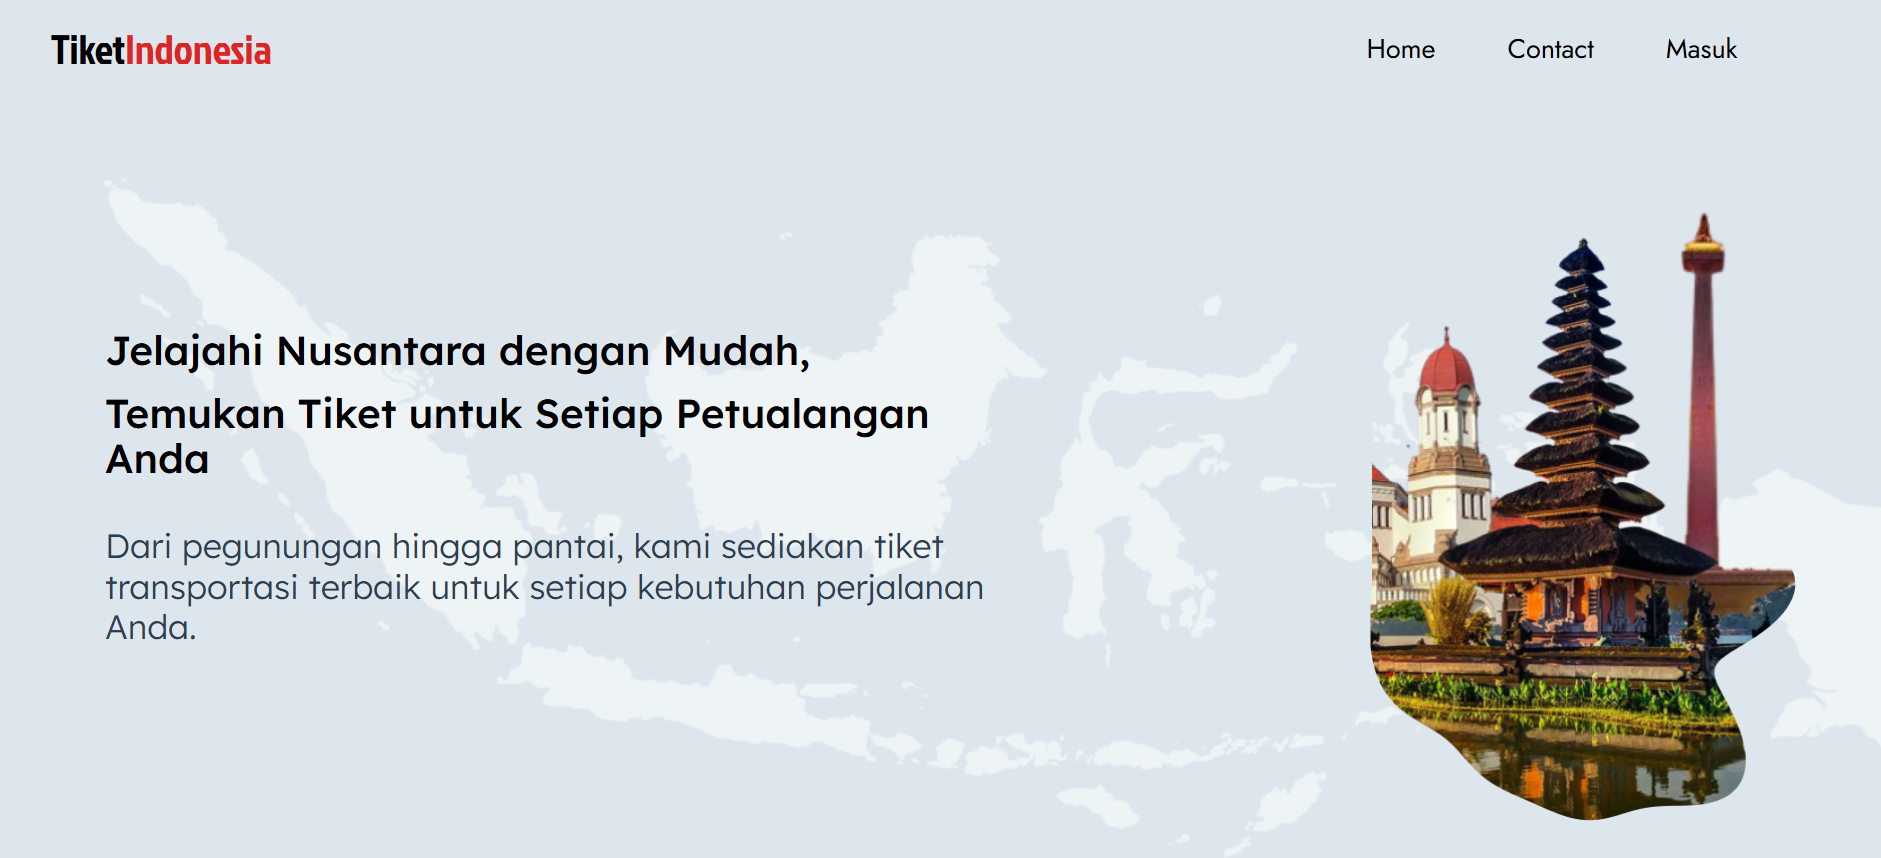 TiketIndonesia
Home Contact Masuk
Jelajahi Nusantara dengan Mudah,
Temukan Tiket untuk Setiap Petualangan
Anda
Dari pegunungan hingga pantai, kami sediakan tiket
transportasi terbaik untuk setiap kebutuhan perjalanan
Anda.